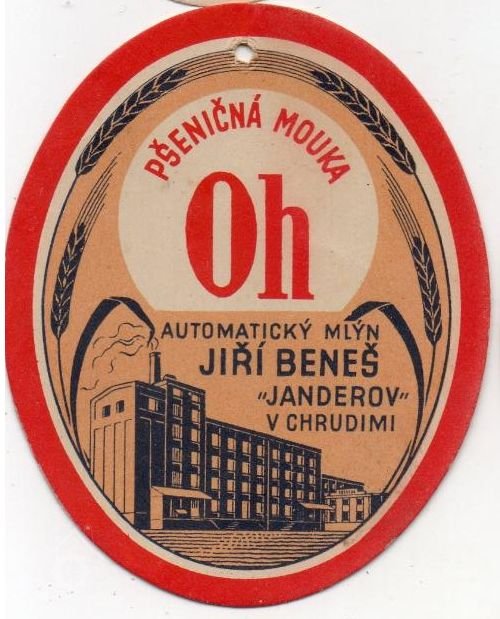 PŠENIČNÁ MOUKA
Oh
AUTOMATICKÝ MLÝN
JIŘÍ BENEŠ
"JANDEROV"
V CHRUDIMI